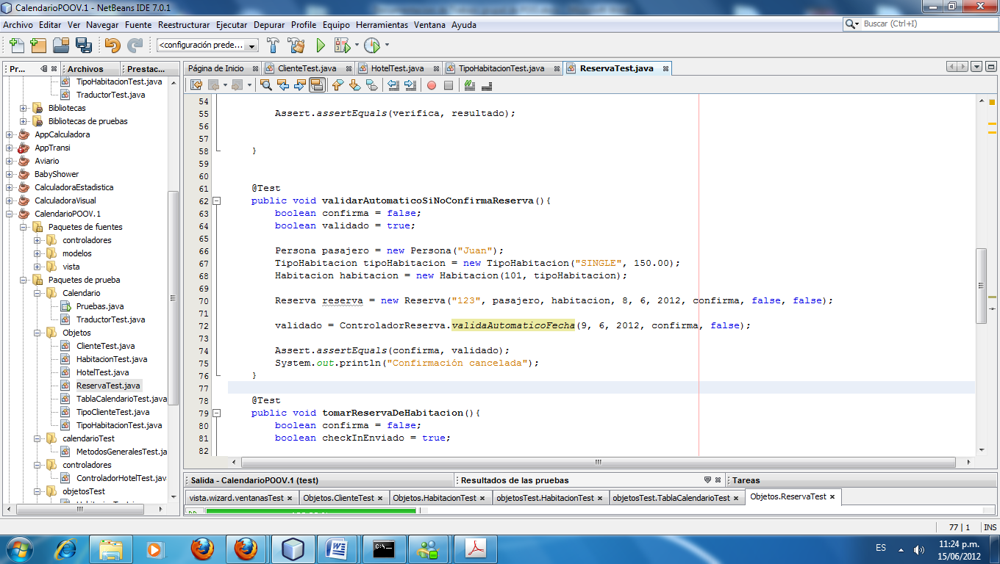 CalendarioPOOV.1 - NetBeans IDE 7.0.1
Archivo Editar Ver Navegar Fuente Reestructurar Ejecutar Depurar Profile Equipo Herramientas Ventana Ayuda
Buscar (Ctrl+I)
<configuración prede...
Pr... Archivos Prestac...
TipoHabitacionTest.java
TraductorTest.java
Bibliotecas
Bibliotecas de pruebas
AppCalculadora
AppTransi
Aviario
BabyShower
CalculadoraEstadistica
CalculadoraVisual
CalendarioPOOV.1
Paquetes de fuentes
controladores
modelos
vista
Paquetes de prueba
Calendario
Pruebas.java
TraductorTest.java
Objetos
ClienteTest.java
HabitacionTest.java
HotelTest.java
ReservaTest.java
TablaCalendarioTest.java
TipoClienteTest.java
TipoHabitacionTest.java
calendarioTest
MetodosGeneralesTest.ja
controladores
ControladorHotelTest.java
objetosTest
Página de Inicio ClienteTest.java HotelTest.java TipoHabitacionTest.java ReservaTest.java
54
55 Assert.assertEquals(verifica, resultado);
56
57
58 }
59
60
61 @Test
62 public void validarAutomaticoSiNoConfirmaReserva(){
63 boolean confirma = false;
64 boolean validado = true;
65
66 Persona pasajero = new Persona("Juan");
67 TipoHabitacion tipoHabitacion = new TipoHabitacion("SINGLE", 150.00);
68 Habitacion habitacion = new Habitacion(101, tipoHabitacion);
69
70 Reserva reserva = new Reserva("123", pasajero, habitacion, 8, 6, 2012, confirma, false, false);
71
72 validado = ControladorReserva.validaAutomaticoFecha(9, 6, 2012, confirma, false);
73
74 Assert.assertEquals(confirma, validado);
75 System.out.println("Confirmación cancelada");
76 }
77
78 @Test
79 public void tomarReservaDeHabitacion(){
80 boolean confirma = false;
81 boolean checkInEnviado = true;
82
Salida - CalendarioPOOV.1 (test) Resultados de las pruebas Tareas
vista.wizard.ventanasTest Objetos.ClienteTest Objetos.HabitacionTest objetosTest.HabitacionTest objetosTest.TablaCalendarioTest Objetos.ReservaTest
77 | 1 INS
ES
11:24 p.m.
15/06/2012